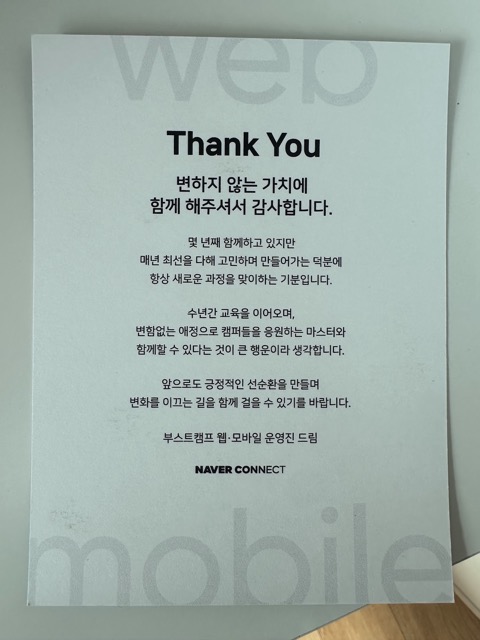 web
Thank You
변하지 않는 가치에
함께 해주셔서 감사합니다.
몇 년째 함께하고 있지만
매년 최선을 다해 고민하며 만들어가는 덕분에
항상 새로운 과정을 맞이하는 기분입니다.
수년간 교육을 이어오며,
변함없는 애정으로 캠퍼들을 응원하는 마스터와
함께할 수 있다는 것이 큰 행운이라 생각합니다.
앞으로도 긍정적인 선순환을 만들며
변화를 이끄는 길을 함께 걸을 수 있기를 바랍니다.
부스트캠프 웹·모바일 운영진 드림
NAVER CONNECT
mobile